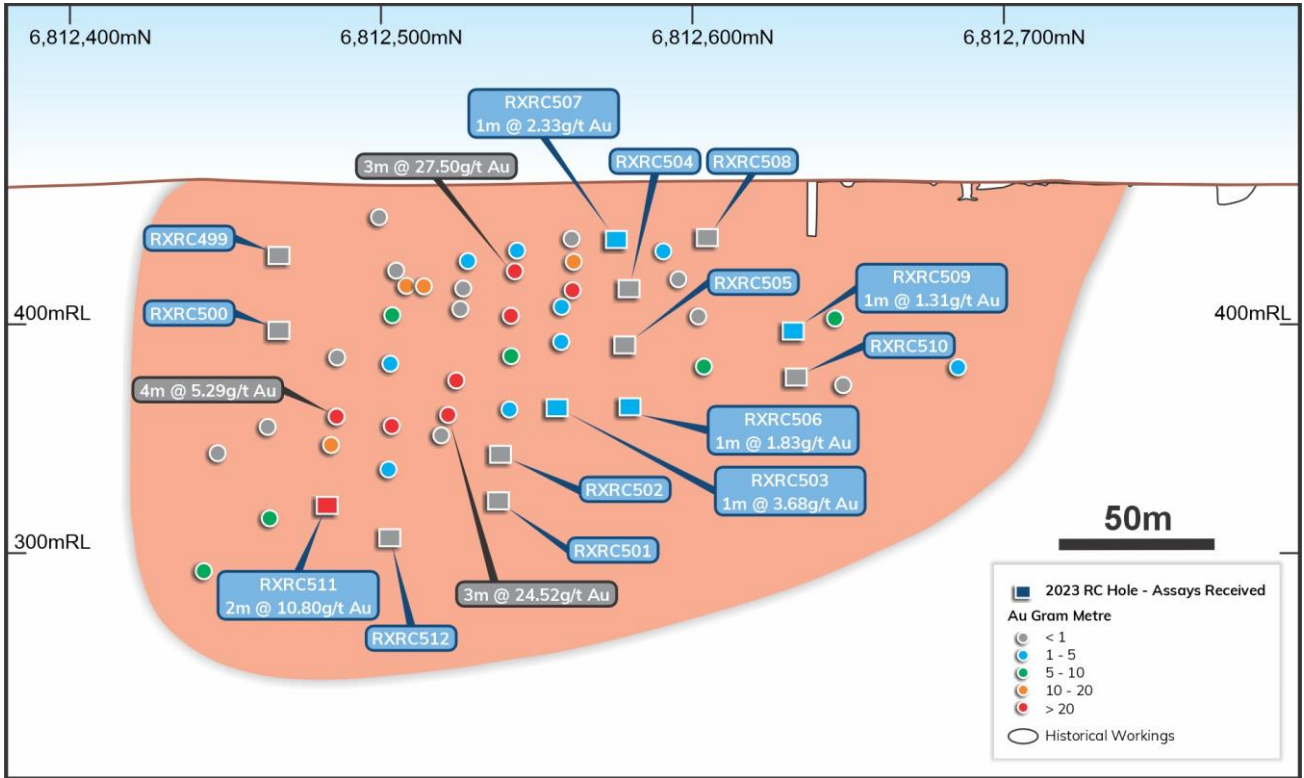 6,812,400mN
6,812,500mN
6,812,600mN
6,812,700mN
RXRC507
1m @ 2.33g/t Au
3m @ 27.50g/t Au
RXRC504
RXRC508
RXRC499
RXRC505
RXRC509
1m @ 1.31g/t Au
RXRC500
400mRL
400mRL
RXRC510
4m @ 5.29g/t Au
RXRC506
1m @ 1.83g/t Au
RXRC503
1m @ 3.68g/t Au
RXRC502
RXRC501
300mRL
50m
RXRC511
2m @ 10.80g/t Au
3m @ 24.52g/t Au
RXRC512
2023 RC Hole - Assays Received
Au Gram Metre
< 1
1 - 5
5 - 10
10 - 20
> 20
Historical Workings